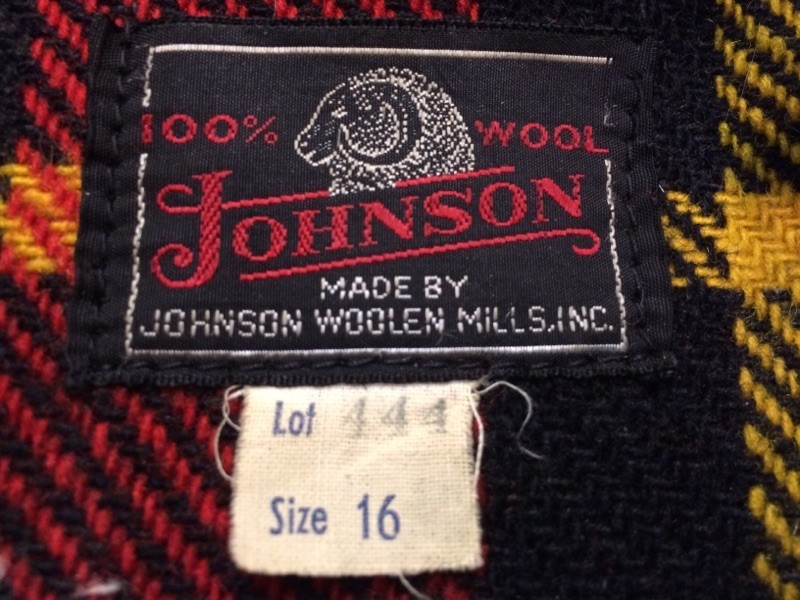 100% WOOL
JOHNSON
MADE BY
JOHNSON WOOLEN MILLS, INC.
Lot 444
Size 16